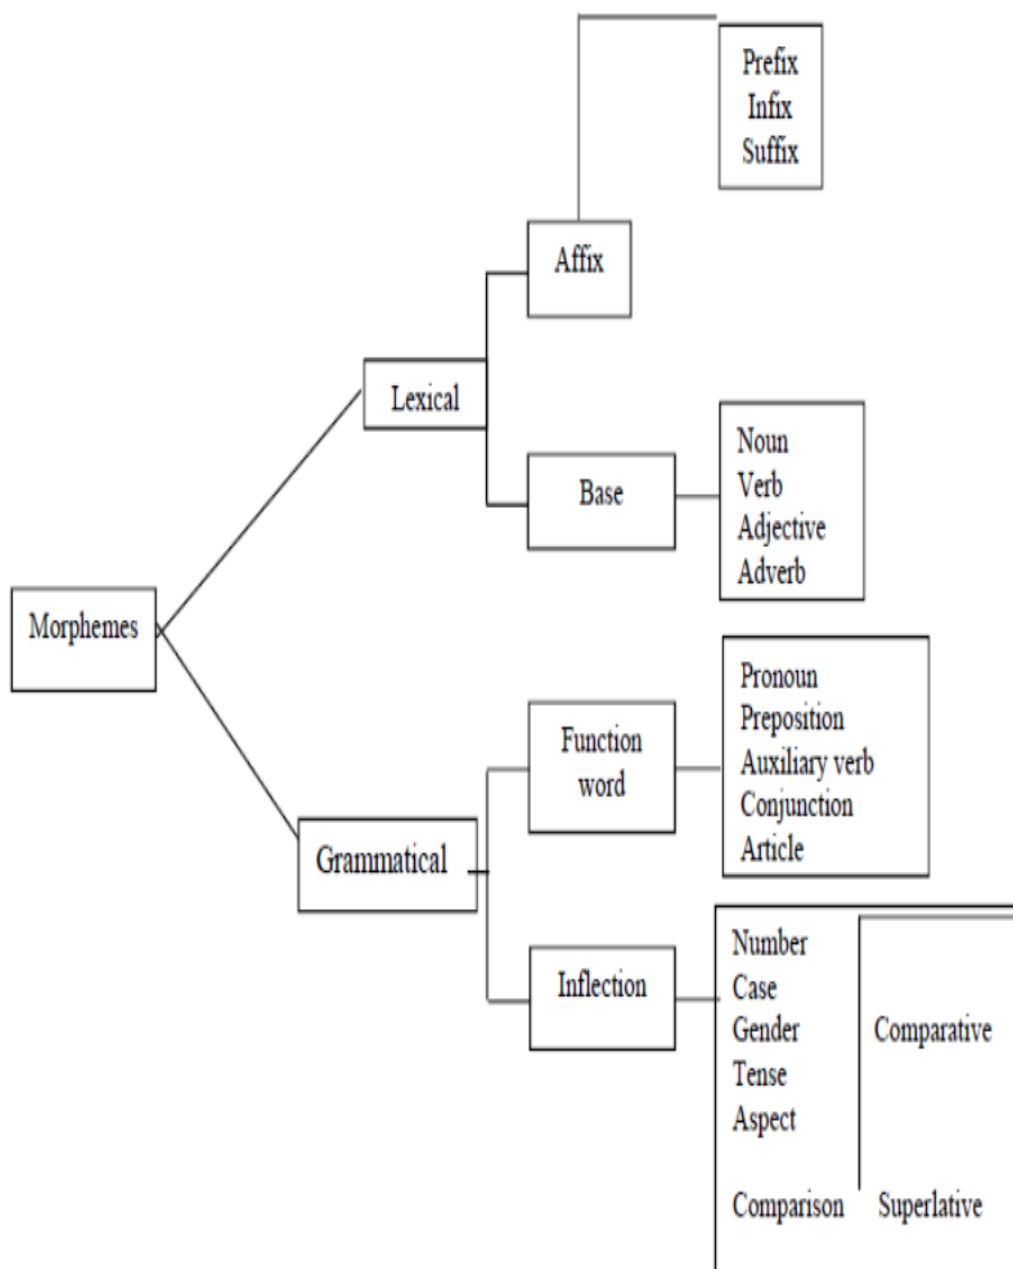 Prefix
Infix
Suffix
Affix
Lexical
Base
Noun
Verb
Adjective
Adverb
Morphemes
Function
word
Pronoun
Preposition
Auxiliary verb
Conjunction
Article
Grammatical
Inflection
Number
Case
Gender
Tense
Aspect
Comparison
Comparative
Superlative